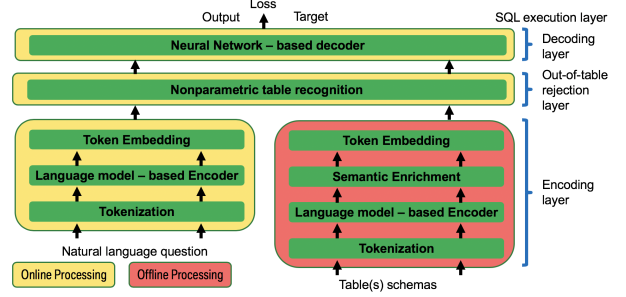 Loss
Output Target
SQL execution layer
Neural Network – based decoder
Decoding
layer
Nonparametric table recognition
Out-of-table
rejection
layer
Token Embedding
Language model – based Encoder
Tokenization
Natural language question
Token Embedding
Semantic Enrichment
Language model – based Encoder
Tokenization
Table(s) schemas
Encoding
layer
Online Processing
Offline Processing